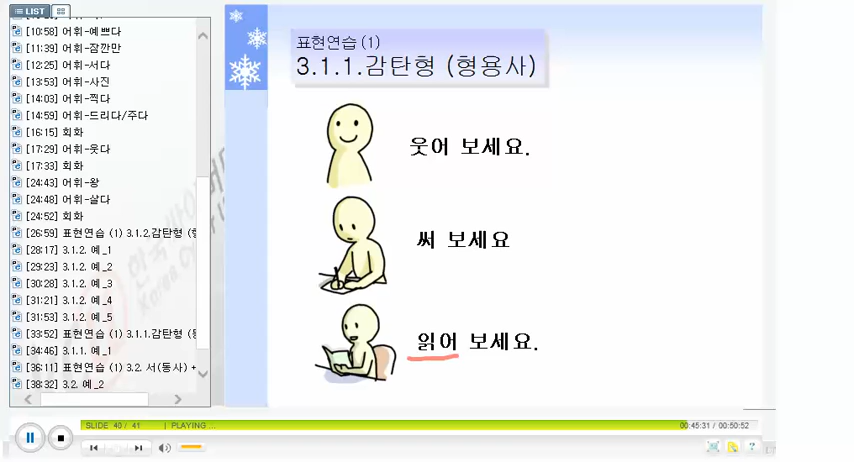 LIST
[10:58] 어휘-예쁘다
[11:39] 어휘-잠깐만
[12:25] 어휘-서다
[13:53] 어휘-사진
[14:03] 어휘-찍다
[14:59] 어휘-드리다/주다
[16:15] 회화
[17:29] 어휘-웃다
[17:33] 회화
[24:43] 어휘-왕
[24:48] 어휘-살다
[24:52] 회화
[26:59] 표현연습 (1) 3.1.2.감탄형 (형
[28:17] 3.1.2. 예_1
[29:23] 3.1.2. 예_2
[30:28] 3.1.2. 예_3
[31:21] 3.1.2. 예_4
[31:53] 3.1.2. 예_5
[33:52] 표현연습 (1) 3.1.1.감탄형 (동
[34:46] 3.1.1. 예_1
[36:11] 표현연습 (1) 3.2. 서(동사) +
[38:32] 3.2. 예_2
표현연습 (1)
3.1.1.감탄형 (형용사)
웃어 보세요.
써 보세요
읽어 보세요.
SLIDE 40 / 41 | PLAYING...
00:45:31 / 00:50:52